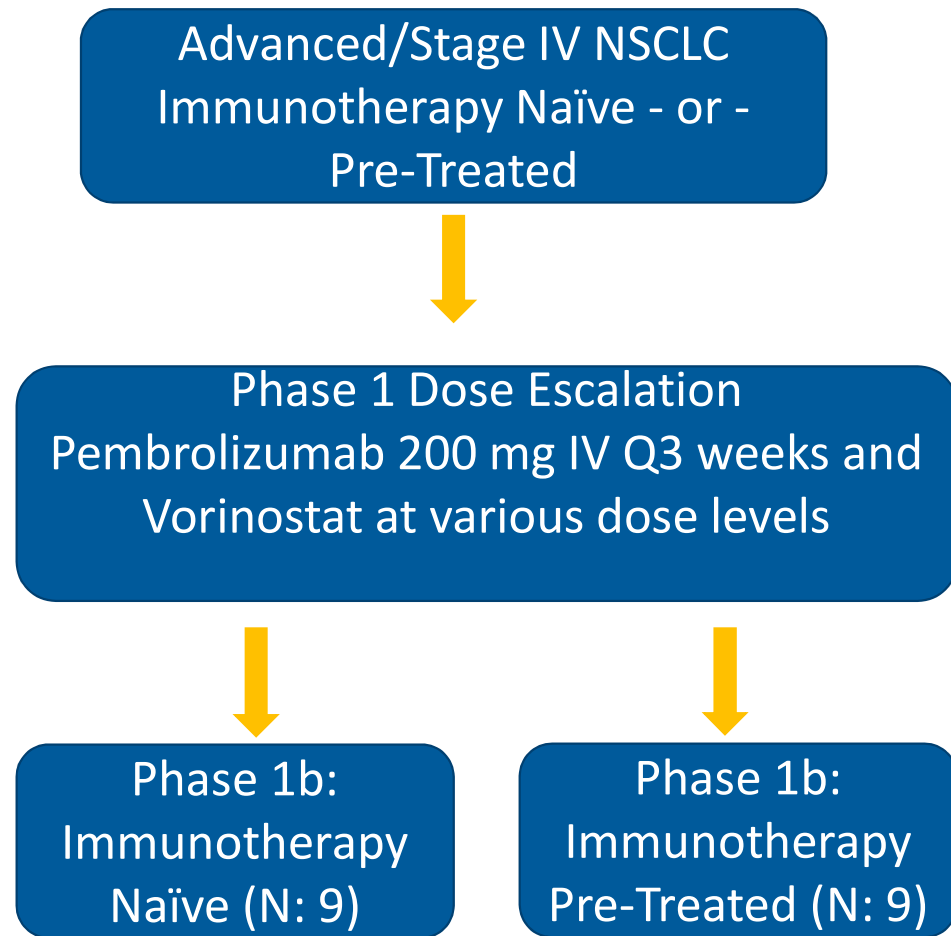 Advanced/Stage IV NSCLC
Immunotherapy Naïve - or -
Pre-Treated
Phase 1 Dose Escalation
Pembrolizumab 200 mg IV Q3 weeks and
Vorinostat at various dose levels
Phase 1b:
Immunotherapy
Naïve (N: 9)
Phase 1b:
Immunotherapy
Pre-Treated (N: 9)